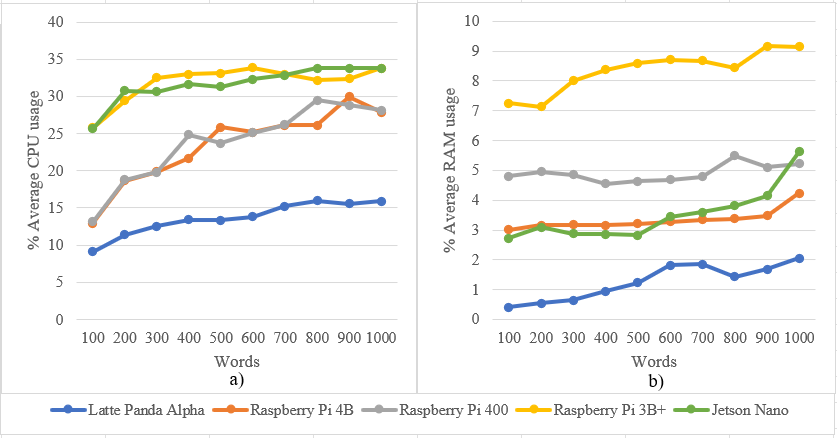 40
35
30
25
20
15
10
5
0
% Average CPU usage
100 200 300 400 500 600 700 800 900 1000
Words
a)
10
9
8
7
6
5
4
3
2
1
0
% Average RAM usage
100 200 300 400 500 600 700 800 900 1000
Words
b)
Latte Panda Alpha Raspberry Pi 4B Raspberry Pi 400 Raspberry Pi 3B+ Jetson Nano